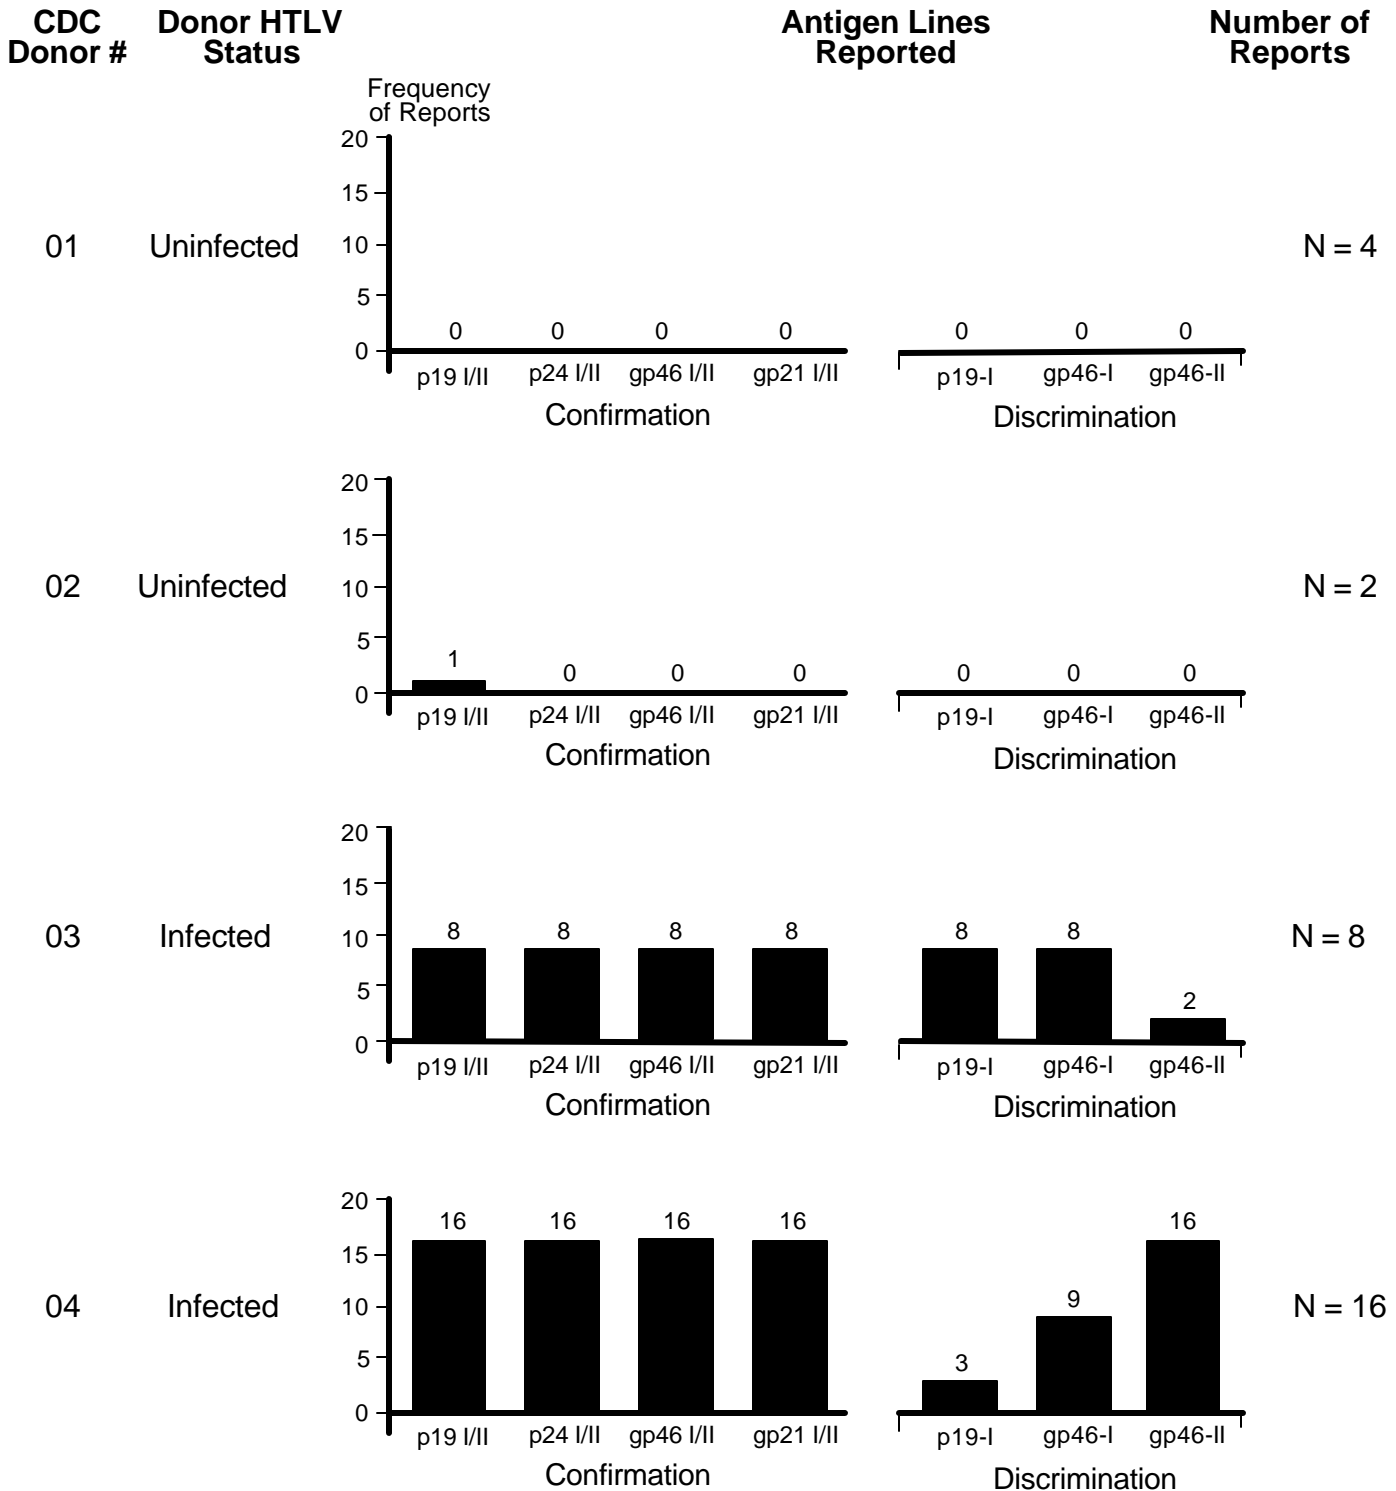 CDC Donor HTLV Antigen Lines Number of
Donor # Status Reported Reports
Frequency
of Reports
20
15
01 Uninfected 10 N = 4
5
0 0 0 0 0 0 0
0
p19 I/II p24 I/II gp46 I/II gp21 I/II p19-I gp46-I gp46-II
Confirmation Discrimination
20
15
02 Uninfected 10 N = 2
5
1 0 0 0 0 0 0
0
p19 I/II p24 I/II gp46 I/II gp21 I/II p19-I gp46-I gp46-II
Confirmation Discrimination
20
15
8 8 8 8 8 8
03 Infected 10 N = 8
5
2
0
p19 I/II p24 I/II gp46 I/II gp21 I/II p19-I gp46-I gp46-II
Confirmation Discrimination
20
16 16 16 16 16
15
9
04 Infected 10 N = 16
5
3
0
p19 I/II p24 I/II gp46 I/II gp21 I/II p19-I gp46-I gp46-II
Confirmation Discrimination